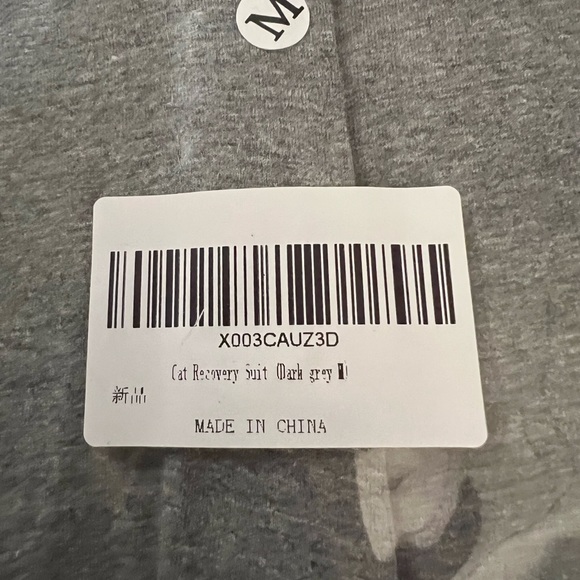 M
X003CAUZ3D
Cat Recovery Suit (Dark grey M)
新品
MADE IN CHINA